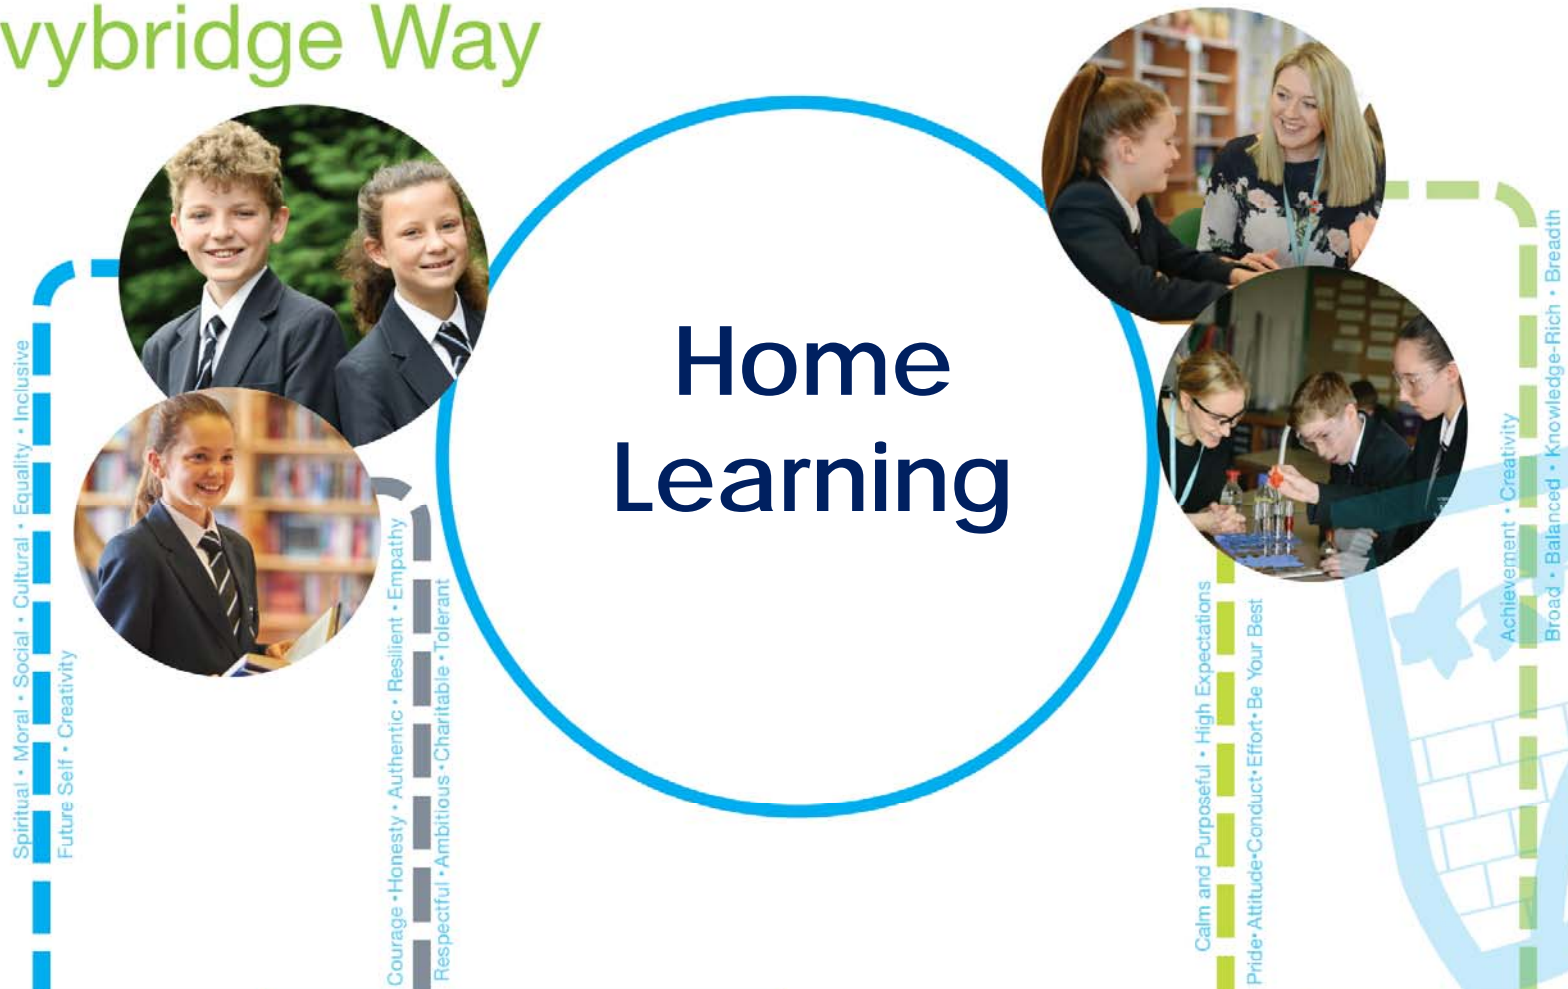 vybridge Way
Home
Learning
Spiritual • Moral • Social • Cultural • Equality • Inclusive
Future Self • Creativity
Courage •Honesty • Authentic • Resilient • Empathy
Respectful •Ambitious •Charitable •Tolerant
Calm and Purposeful • High Expectations
Pride• Attitude•Conduct•Effort• Be Your Best
Achievement • Creativity
Broad • Balanced • Knowledge-Rich • Breadth